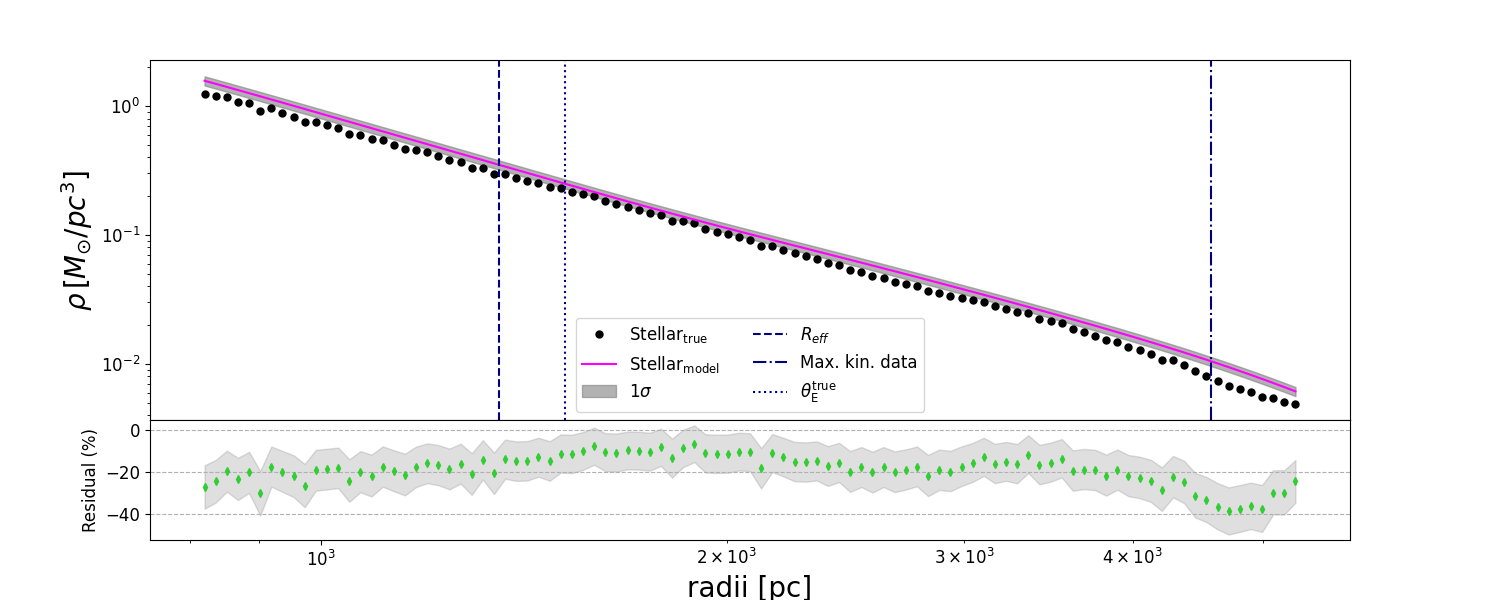 10⁰
10⁻¹
10⁻²
ρ [M⊙/pc³]
Stellar_true
Stellar_model
1σ
R_eff
Max. kin. data
θ_E^true
0
−20
−40
Residual (%)
10³
2 × 10³
3 × 10³
4 × 10³
radii [pc]